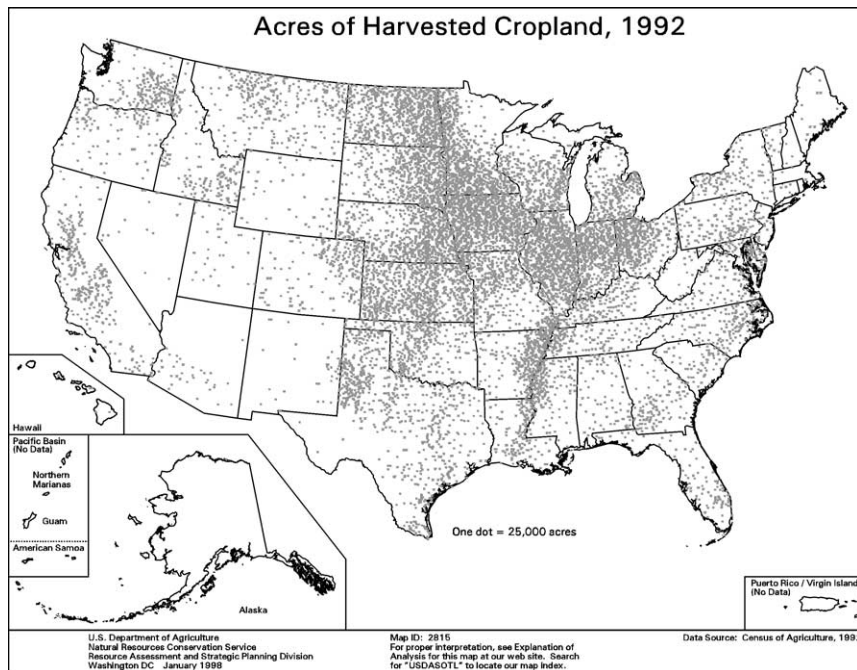 Acres of Harvested Cropland, 1992
Hawaii
Pacific Basin
(No Data)
Northern
Marianas
Guam
American Samoa
Alaska
One dot = 25,000 acres
Puerto Rico / Virgin Island
(No Data)
U.S. Department of Agriculture
Natural Resources Conservation Service
Resource Assessment and Strategic Planning Division
Washington DC January 1998
Map ID: 2815
For proper interpretation, see Explanation of
Analysis for this map at our web site. Search
for "USDASOTL" to locate our map index.
Data Source: Census of Agriculture, 199